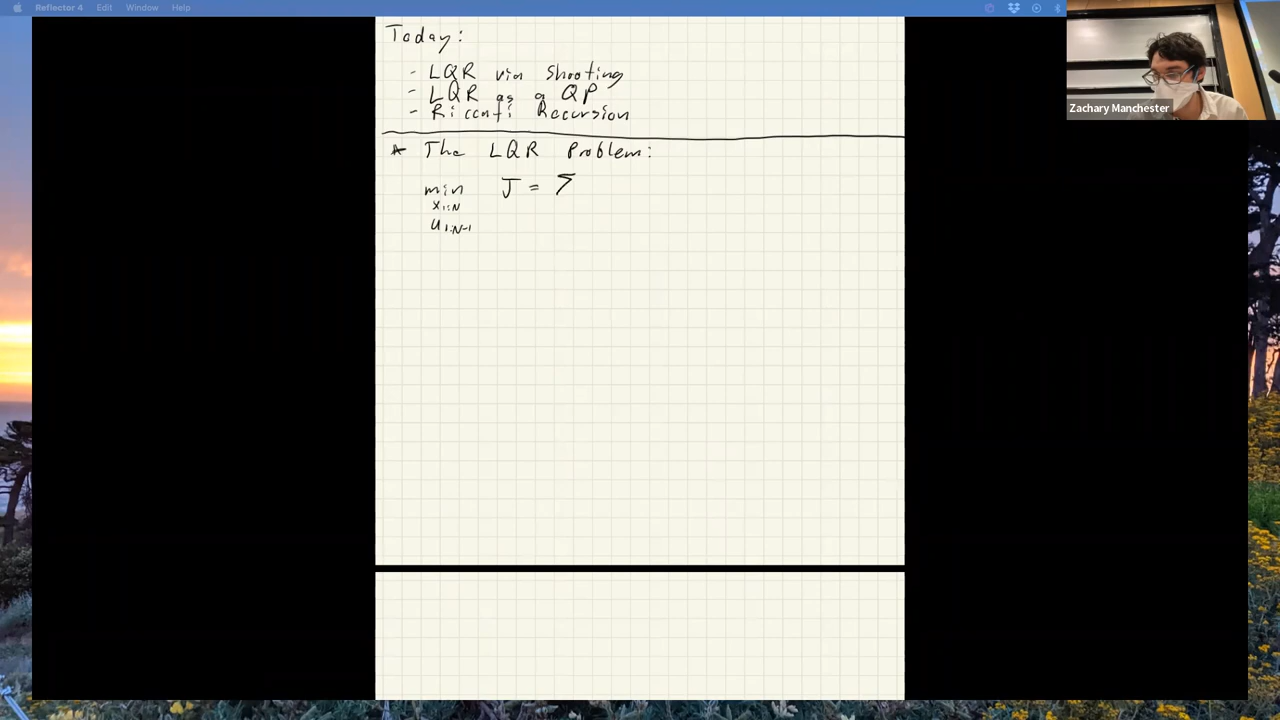 Reflector 4 Edit Window Help
Zachary Manchester
Today:
- LQR via Shooting
- LQR as a QP
- Riccati Recursion
* The LQR Problem:
min J = Σ
x₁:N
u₁:N-1